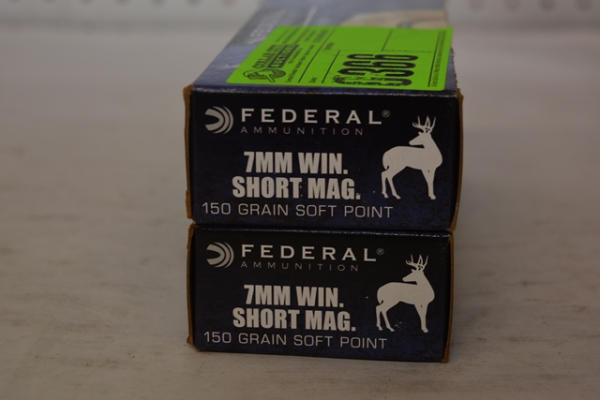 C366
FEDERAL®
AMMUNITION
7MM WIN.
SHORT MAG.
150 GRAIN SOFT POINT
FEDERAL®
AMMUNITION
7MM WIN.
SHORT MAG.
150 GRAIN SOFT POINT